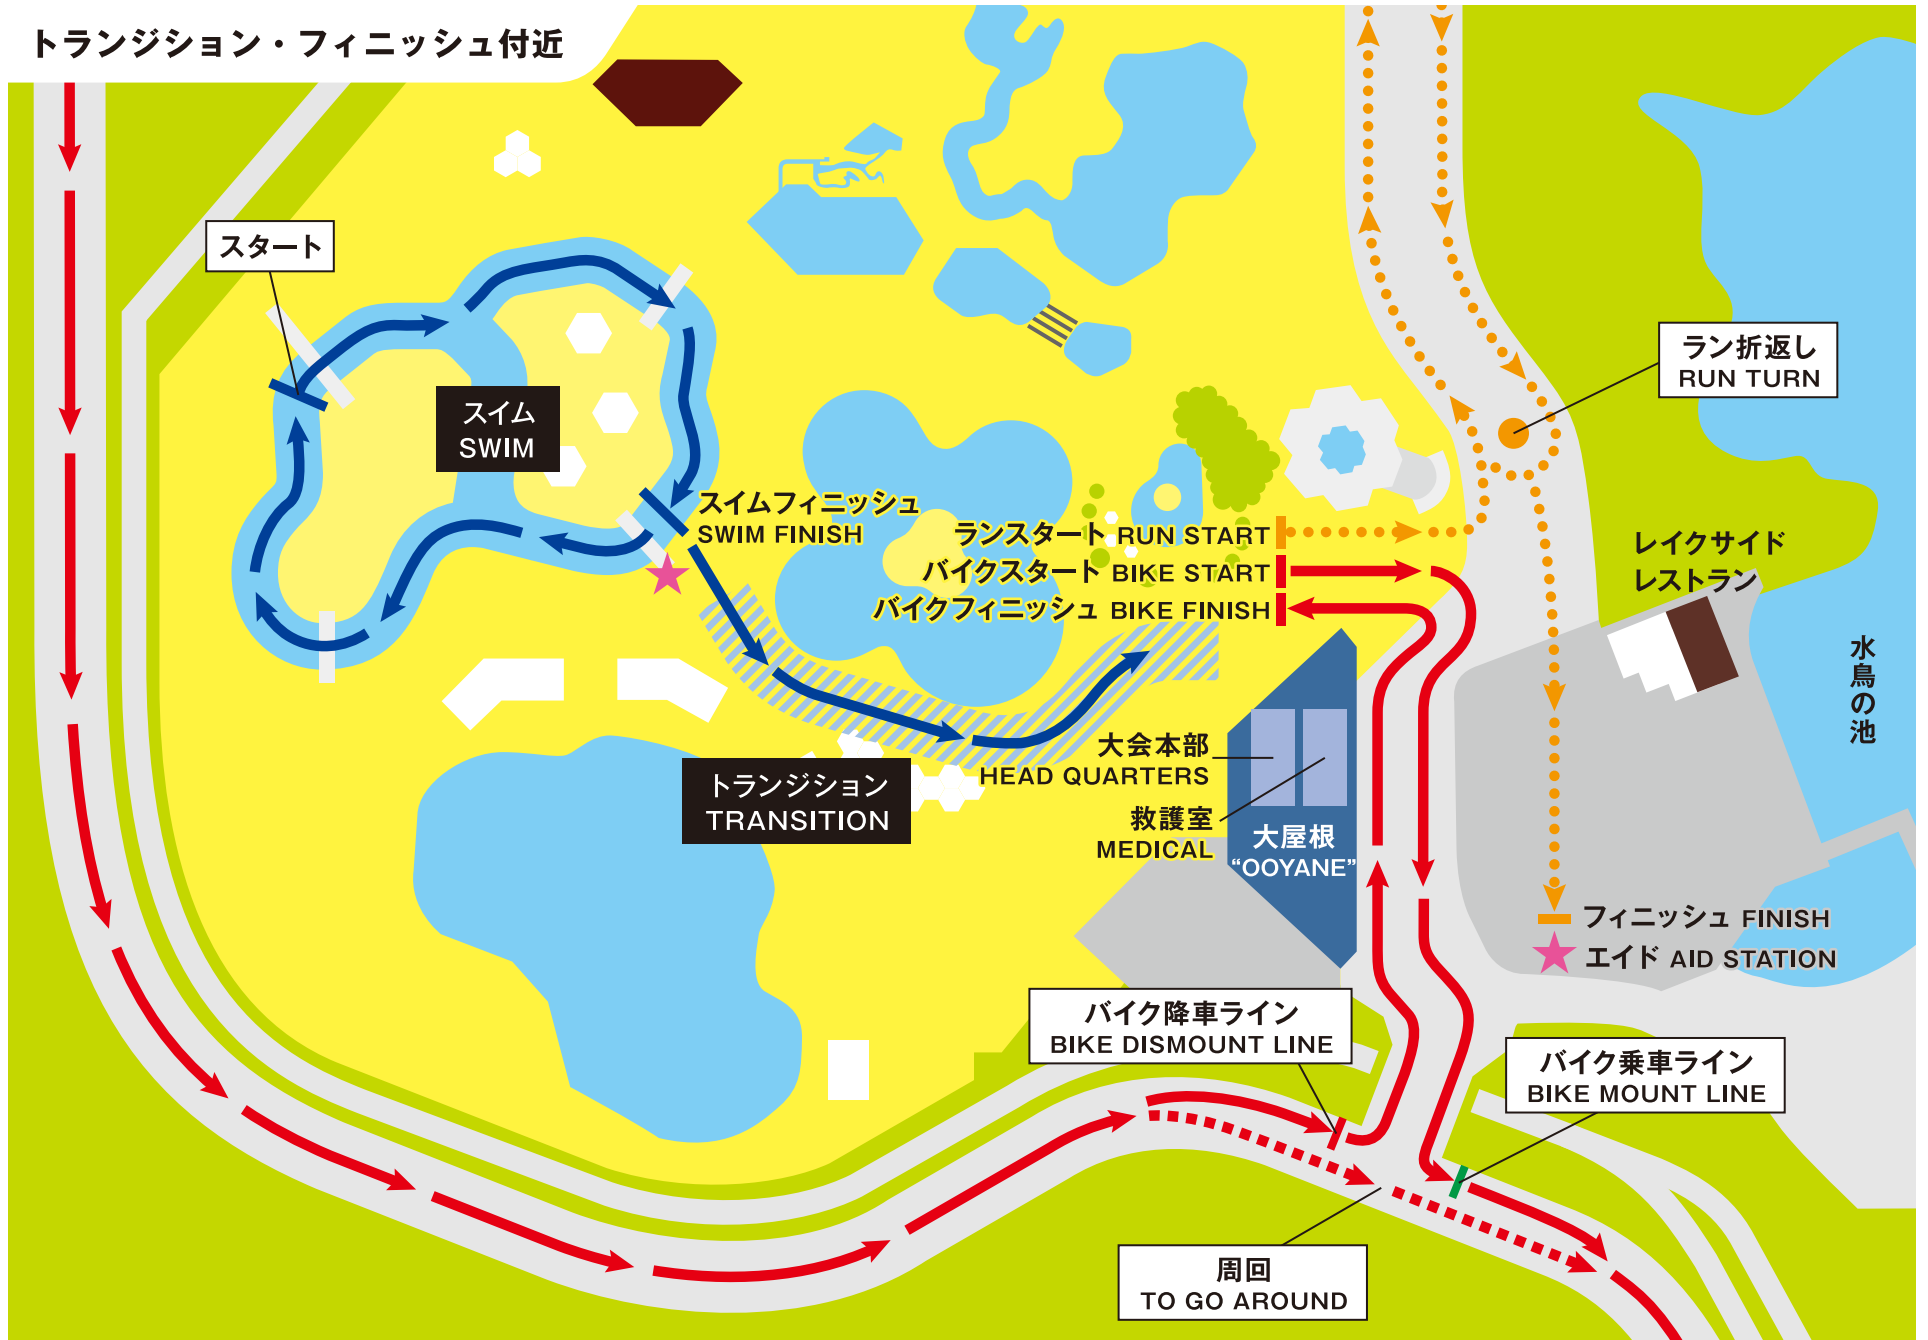 トランジション・フィニッシュ付近
スタート
スイム
SWIM
スイムフィニッシュ
SWIM FINISH
ラン折返し
RUN TURN
ランスタート RUN START
バイクスタート BIKE START
バイクフィニッシュ BIKE FINISH
レイクサイド
レストラン
水鳥の池
大会本部
HEAD QUARTERS
救護室
MEDICAL
大屋根
“OOYANE”
トランジション
TRANSITION
フィニッシュ FINISH
エイド AID STATION
バイク降車ライン
BIKE DISMOUNT LINE
バイク乗車ライン
BIKE MOUNT LINE
周回
TO GO AROUND